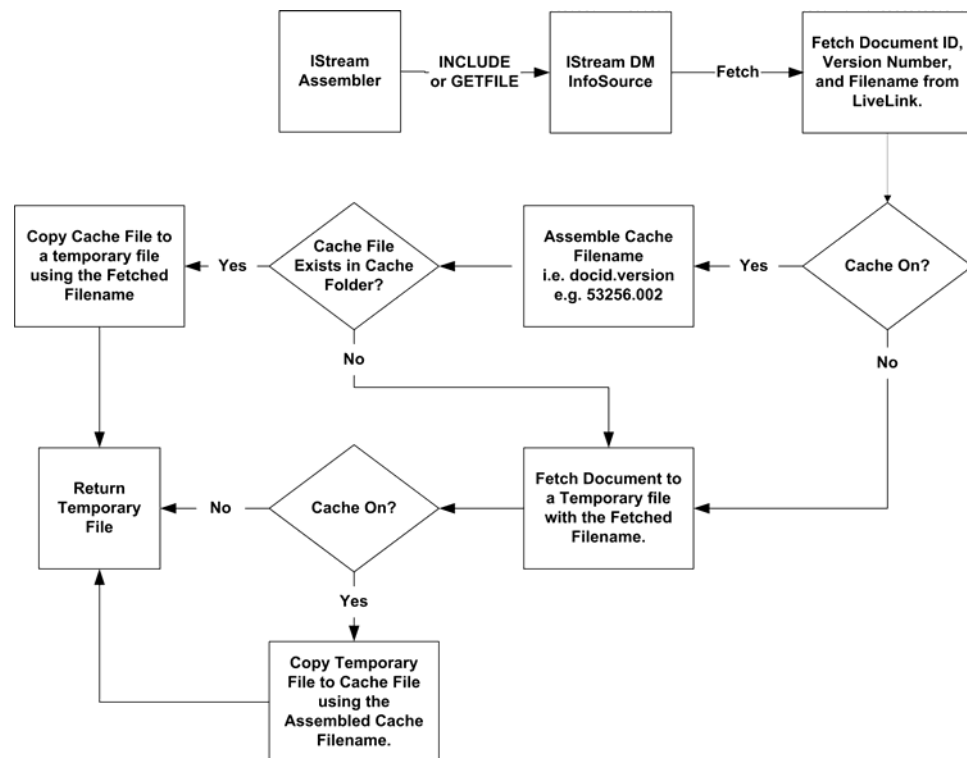 IStream
Assembler
INCLUDE
or GETFILE
IStream DM
InfoSource
Fetch
Fetch Document ID,
Version Number,
and Filename from
LiveLink.
Copy Cache File to
a temporary file
using the Fetched
Filename
Yes
Cache File
Exists in Cache
Folder?
Assemble Cache
Filename
i.e. docid.version
e.g. 53256.002
Yes
Cache On?
No
No
Return
Temporary
File
No
Cache On?
Fetch Document to
a Temporary file
with the Fetched
Filename.
Yes
Copy Temporary
File to Cache File
using the
Assembled Cache
Filename.